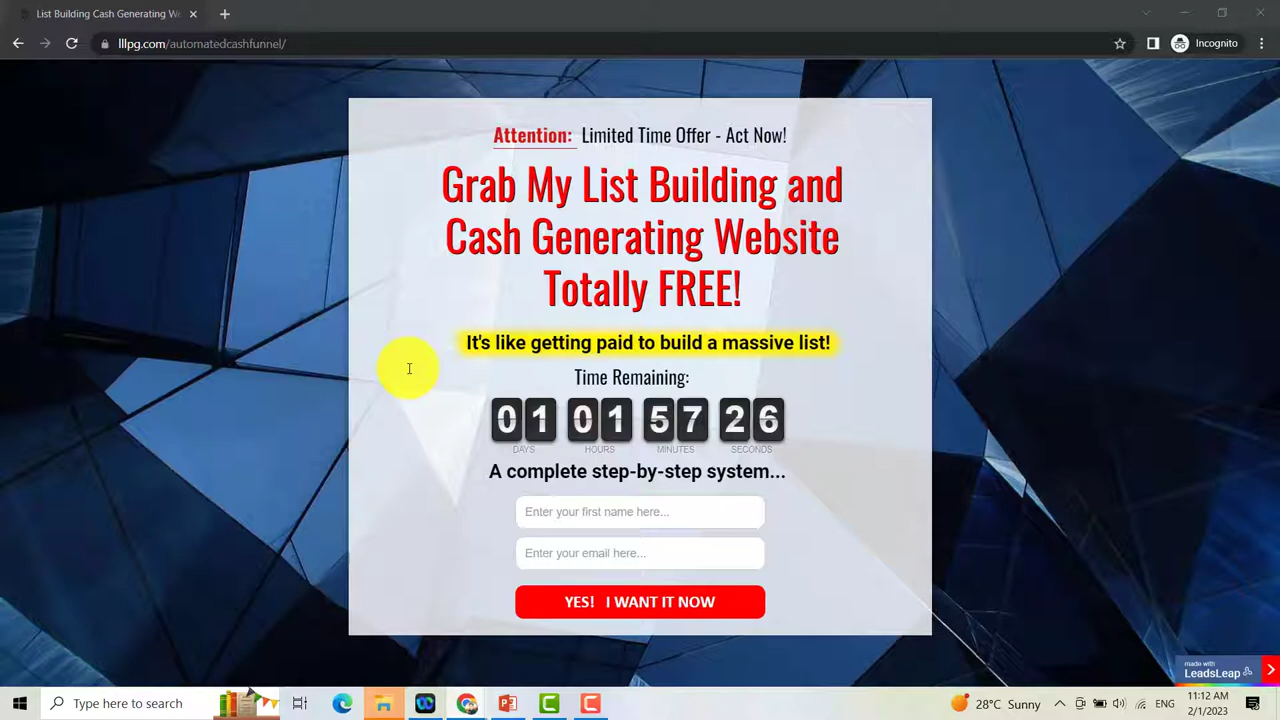 List Building Cash Generating We
lllpg.com/automatedcashfunnel/
Incognito
Attention: Limited Time Offer - Act Now!
Grab My List Building and
Cash Generating Website
Totally FREE!
It's like getting paid to build a massive list!
Time Remaining:
01 01 57 26
DAYS HOURS MINUTES SECONDS
A complete step-by-step system...
Enter your first name here...
Enter your email here...
YES! I WANT IT NOW
made with
LeadsLeap
Type here to search
28°C Sunny
ENG
11:12 AM
2/1/2023